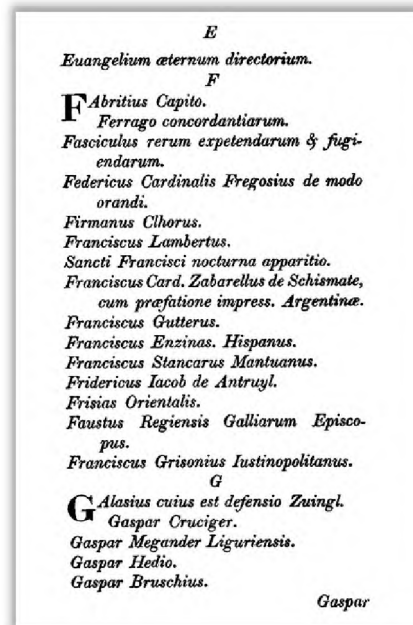 E
Euangelium æternum directorium.
F
FAbritius Capito.
Ferrago concordantiarum.
Fasciculus rerum expetendarum & fugi-
endarum.
Federicus Cardinalis Fregosius de modo
orandi.
Firmanus Clhorus.
Franciscus Lambertus.
Sancti Francisci nocturna apparitio.
Franciscus Card. Zabarellus de Schismate,
cum præfatione impress. Argentinæ.
Franciscus Gutterus.
Franciscus Enzinas. Hispanus.
Franciscus Stancarus Mantuanus.
Fridericus Iacob de Antruyl.
Frisias Orientalis.
Faustus Regiensis Galliarum Episco-
pus.
Franciscus Grisonius Iustinopolitanus.
G
GAlasius cuius est defensio Zuingl.
Gaspar Cruciger.
Gaspar Megander Liguriensis.
Gaspar Hedio.
Gaspar Bruschius.
Gaspar